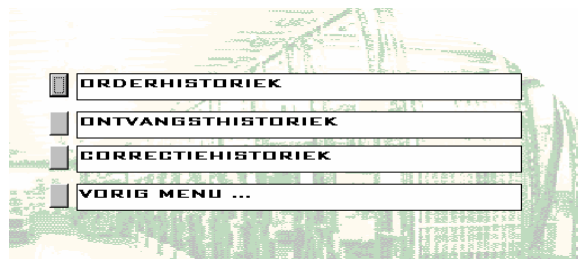 ORDERHISTORIEK
ONTVANGSTHISTORIEK
CORRECTIEHISTORIEK
VORIG MENU ...